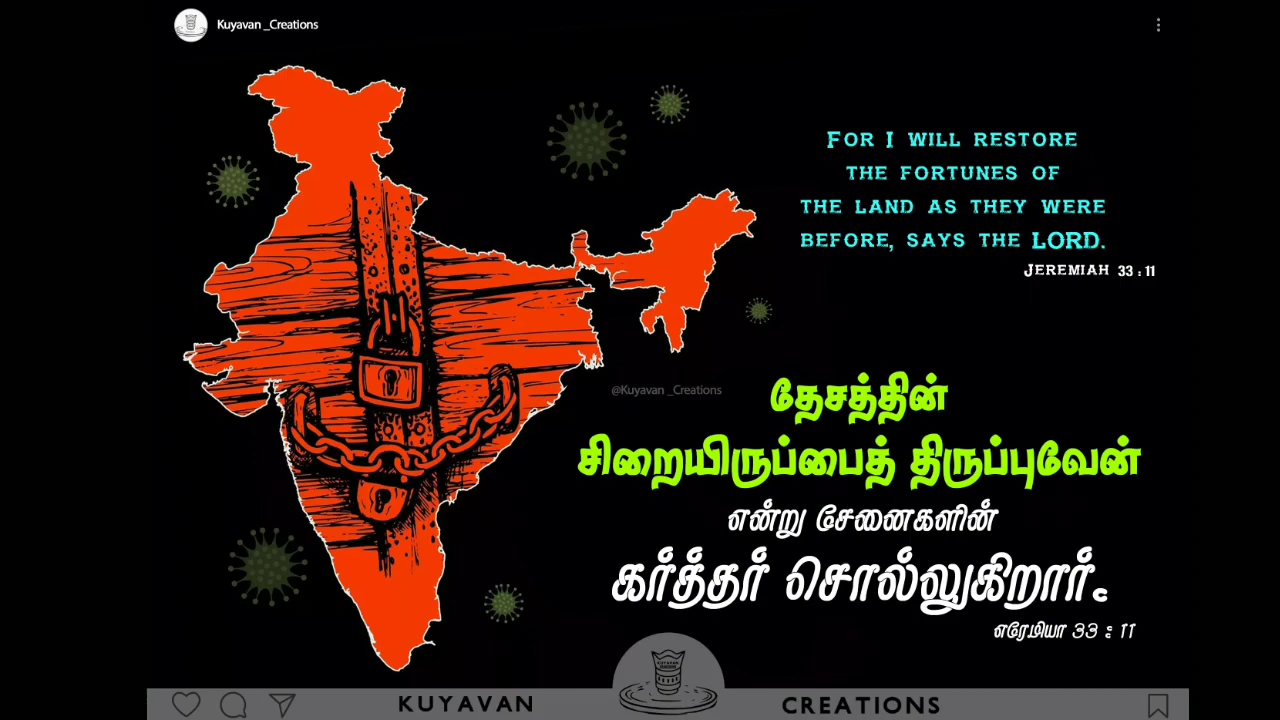 Kuyavan _Creations
FOR I WILL RESTORE
THE FORTUNES OF
THE LAND AS THEY WERE
BEFORE, SAYS THE LORD.
JEREMIAH 33 : 11
@Kuyavan _Creations
தேசத்தின்
சிறையிருப்பைத் திருப்புவேன்
என்று சேனைகளின்
கர்த்தர் சொல்லுகிறார்.
எரேமியா 33 : 11
KUYAVAN CREATIONS